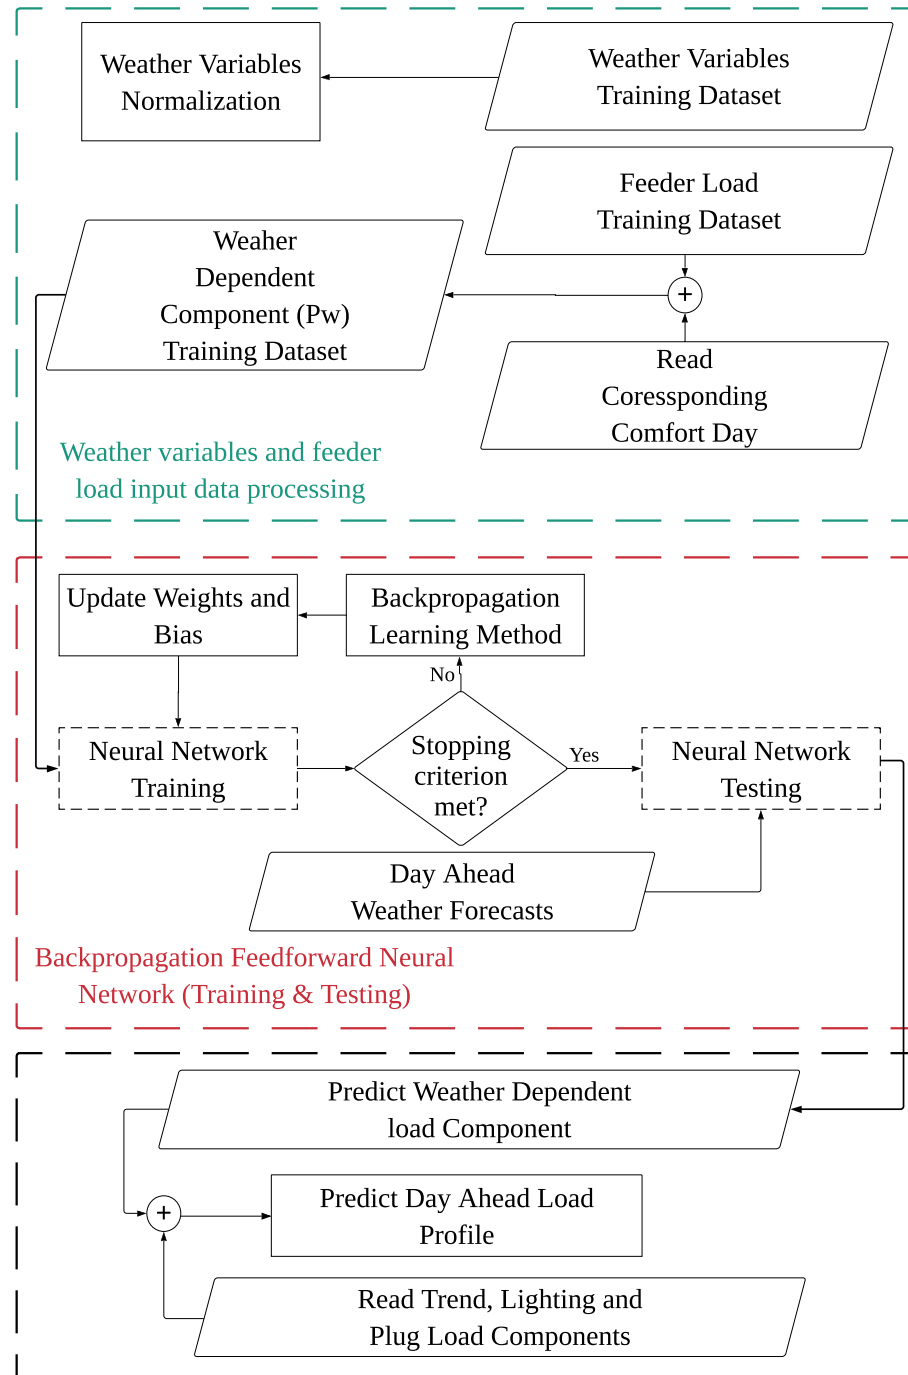 Weather Variables
Normalization
Weather Variables
Training Dataset
Feeder Load
Training Dataset
Weaher
Dependent
Component (Pw)
Training Dataset
+
Read
Coressponding
Comfort Day
Weather variables and feeder
load input data processing
Update Weights and
Bias
Backpropagation
Learning Method
No
Neural Network
Training
Stopping
criterion
met?
Yes
Neural Network
Testing
Day Ahead
Weather Forecasts
Backpropagation Feedforward Neural
Network (Training & Testing)
Predict Weather Dependent
load Component
+
Predict Day Ahead Load
Profile
Read Trend, Lighting and
Plug Load Components